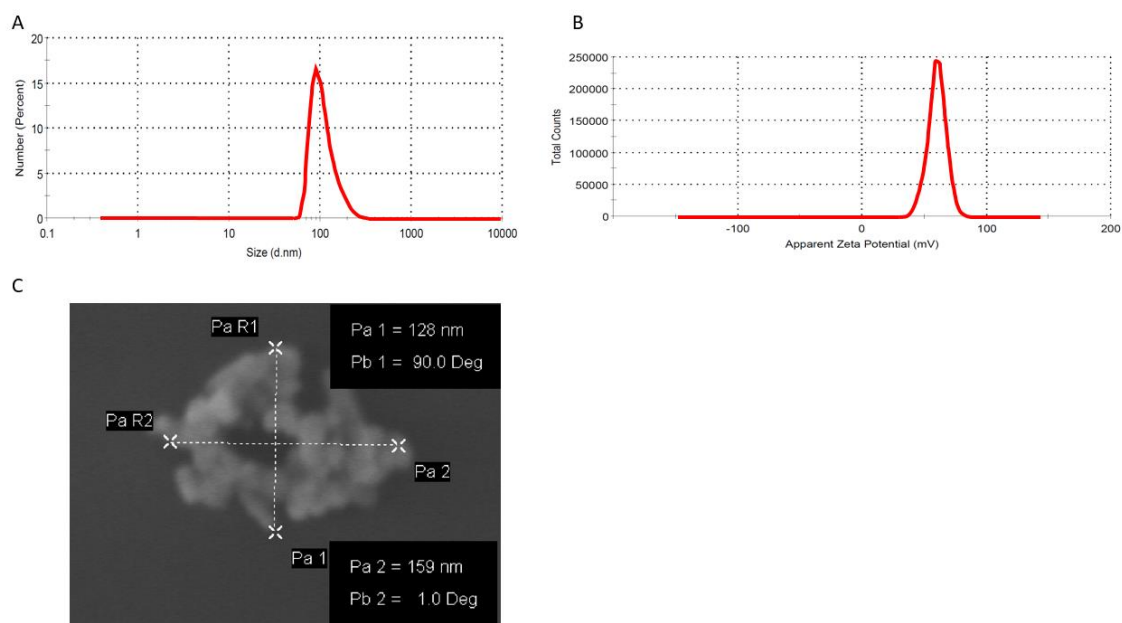 A
20
15
10
5
0
Number (Percent)
0.1 1 10 100 1000 10000
Size (d.nm)
B
250000
200000
150000
100000
50000
0
Total Counts
-100 0 100 200
Apparent Zeta Potential (mV)
C
Pa R1
Pa 1 = 128 nm
Pb 1 = 90.0 Deg
Pa R2
Pa 2
Pa 1
Pa 2 = 159 nm
Pb 2 = 1.0 Deg